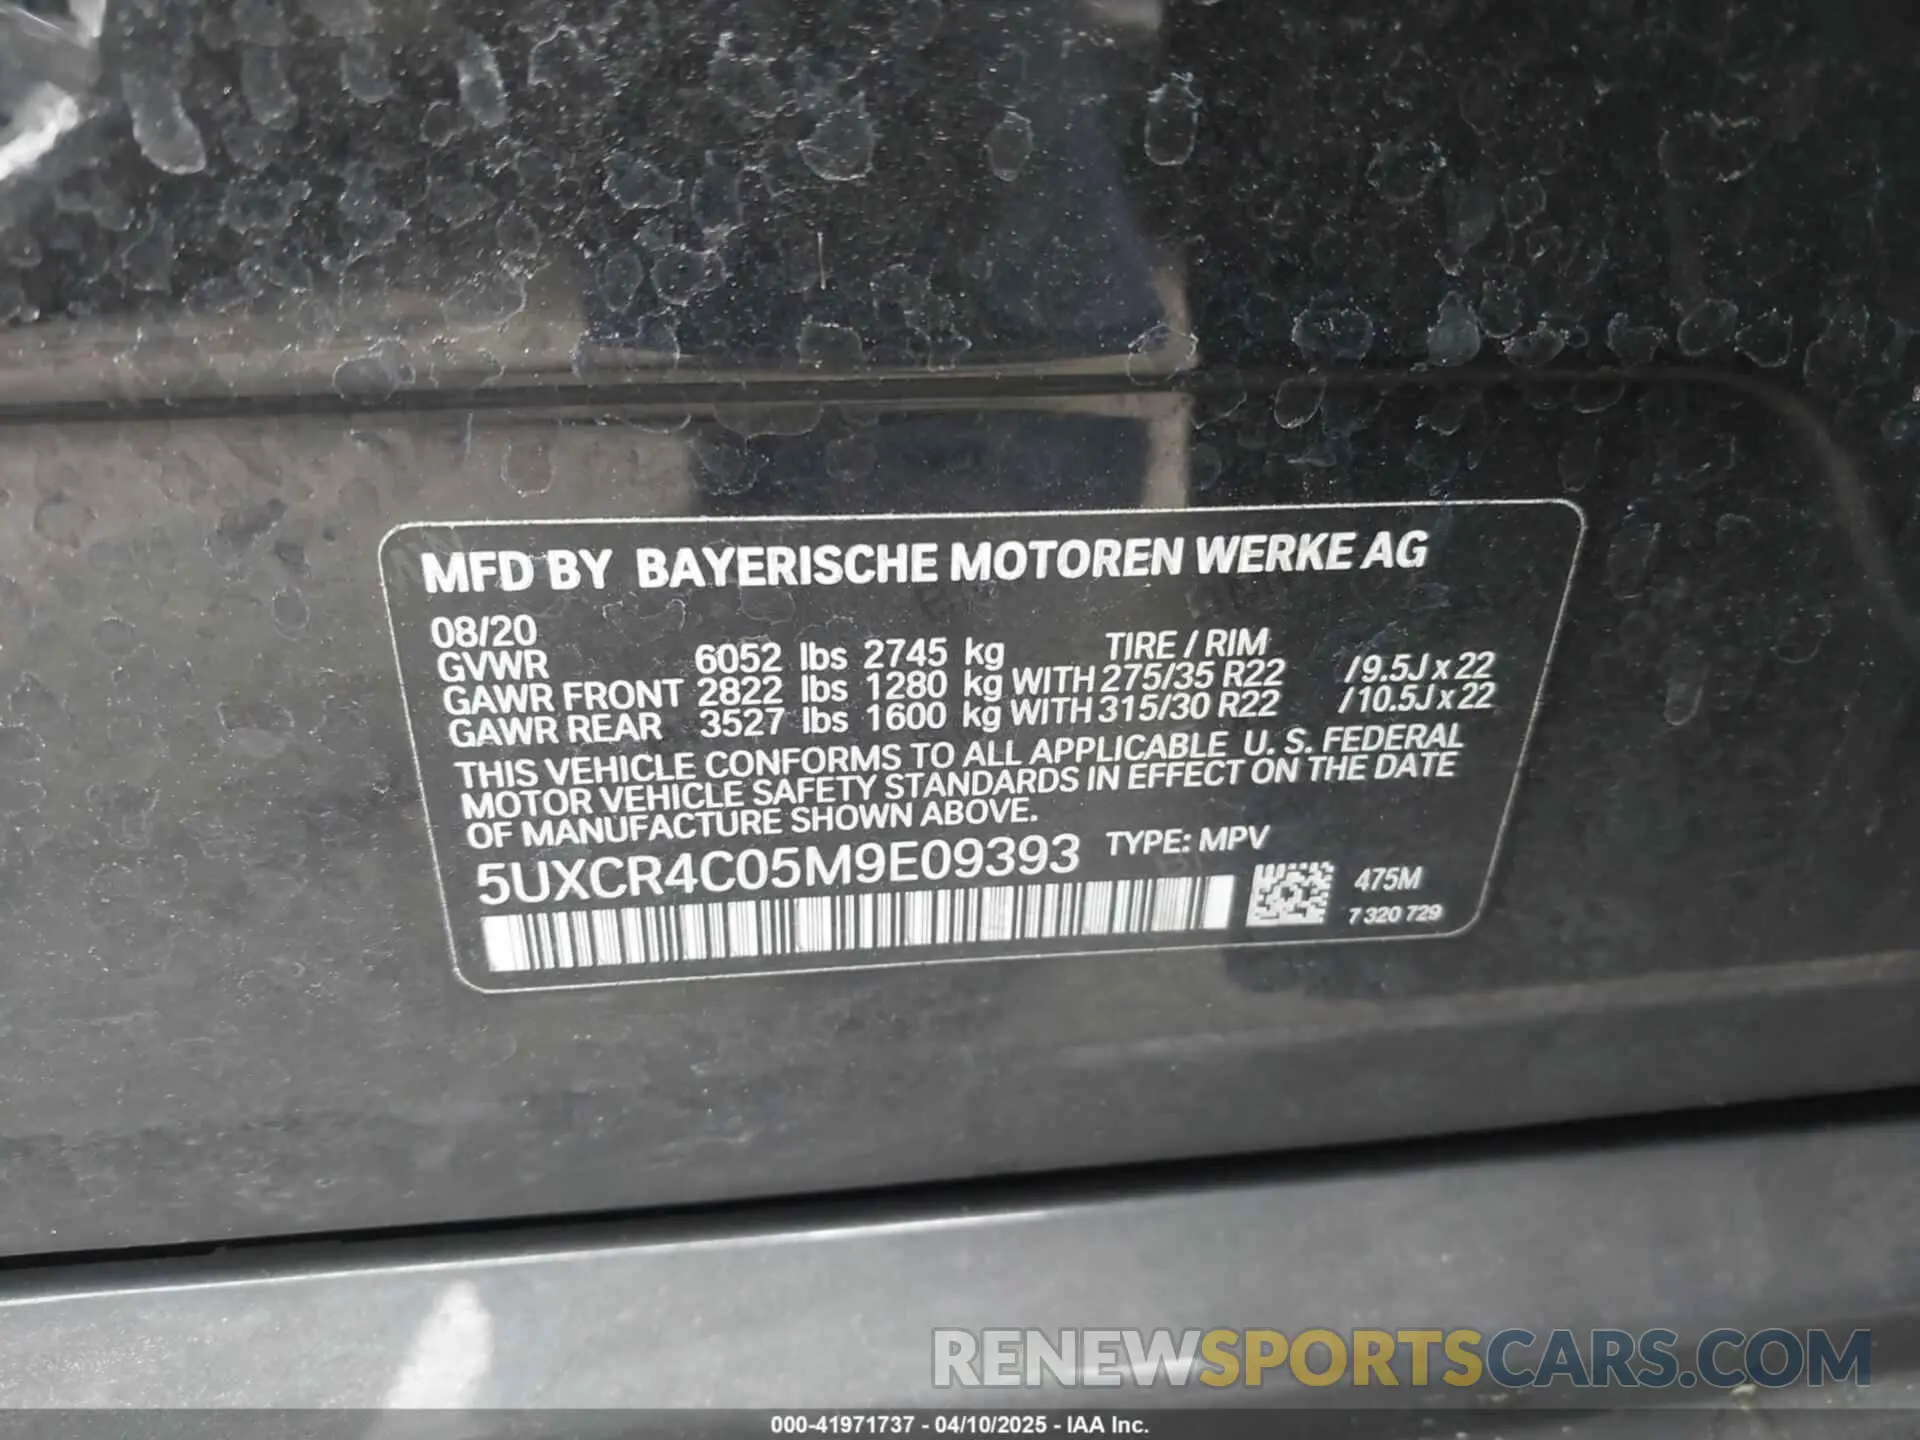 MFD BY BAYERISCHE MOTOREN WERKE AG
08/20 TIRE / RIM
GVWR 6052 lbs 2745 kg
GAWR FRONT 2822 lbs 1280 kg WITH 275/35 R22 /9.5J x 22
GAWR REAR 3527 lbs 1600 kg WITH 315/30 R22 /10.5J x 22
THIS VEHICLE CONFORMS TO ALL APPLICABLE U. S. FEDERAL
MOTOR VEHICLE SAFETY STANDARDS IN EFFECT ON THE DATE
OF MANUFACTURE SHOWN ABOVE.
5UXCR4C05M9E09393 TYPE: MPV
475M
7 320 729
RENEWSPORTSCARS.COM
000-41971737 - 04/10/2025 - IAA Inc.